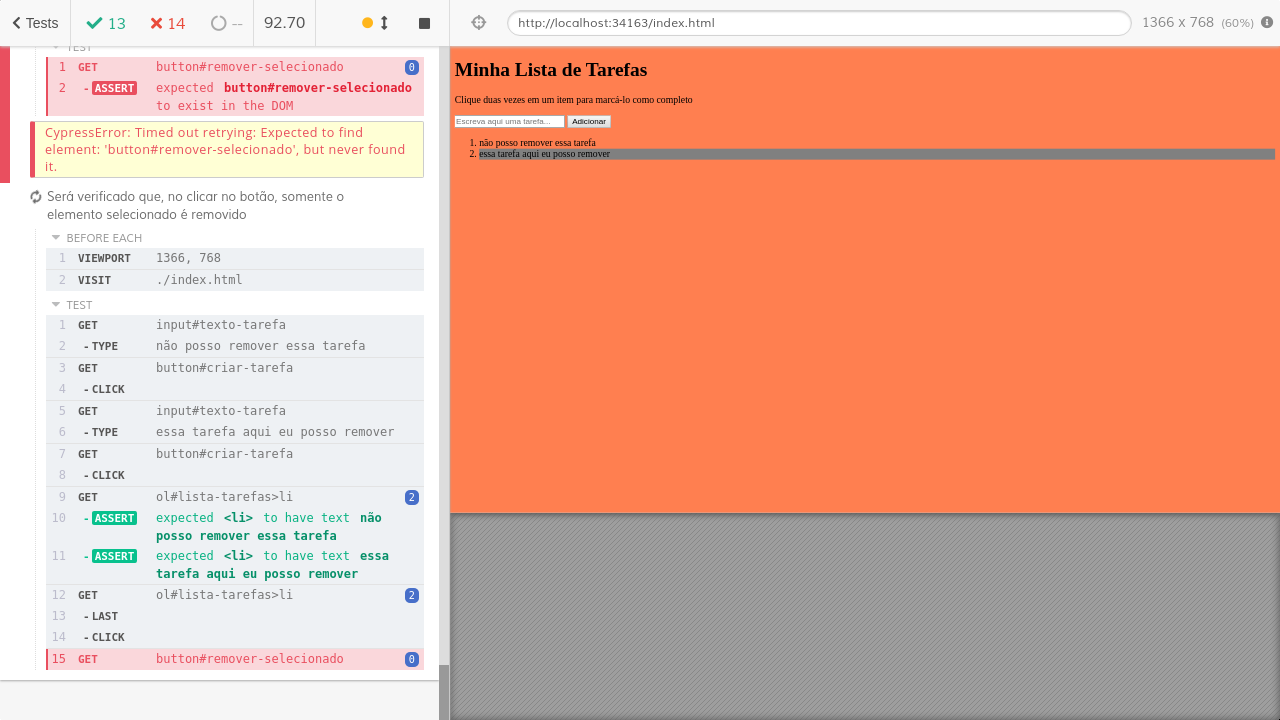 Tests 13 14 -- 92.70
TEST
1 GET button#remover-selecionado 0
2 - ASSERT expected button#remover-selecionado
to exist in the DOM
CypressError: Timed out retrying: Expected to find
element: 'button#remover-selecionado', but never found
it.
Será verificado que, no clicar no botão, somente o
elemento selecionado é removido
BEFORE EACH
1 VIEWPORT 1366, 768
2 VISIT ./index.html
TEST
1 GET input#texto-tarefa
2 - TYPE não posso remover essa tarefa
3 GET button#criar-tarefa
4 - CLICK
5 GET input#texto-tarefa
6 - TYPE essa tarefa aqui eu posso remover
7 GET button#criar-tarefa
8 - CLICK
9 GET ol#lista-tarefas>li 2
10 - ASSERT expected <li> to have text não
posso remover essa tarefa
11 - ASSERT expected <li> to have text essa
tarefa aqui eu posso remover
12 GET ol#lista-tarefas>li 2
13 - LAST
14 - CLICK
15 GET button#remover-selecionado 0
http://localhost:34163/index.html 1366 x 768 (60%)
Minha Lista de Tarefas
Clique duas vezes em um item para marcá-lo como completo
Escreva aqui uma tarefa... Adicionar
1. não posso remover essa tarefa
2. essa tarefa aqui eu posso remover